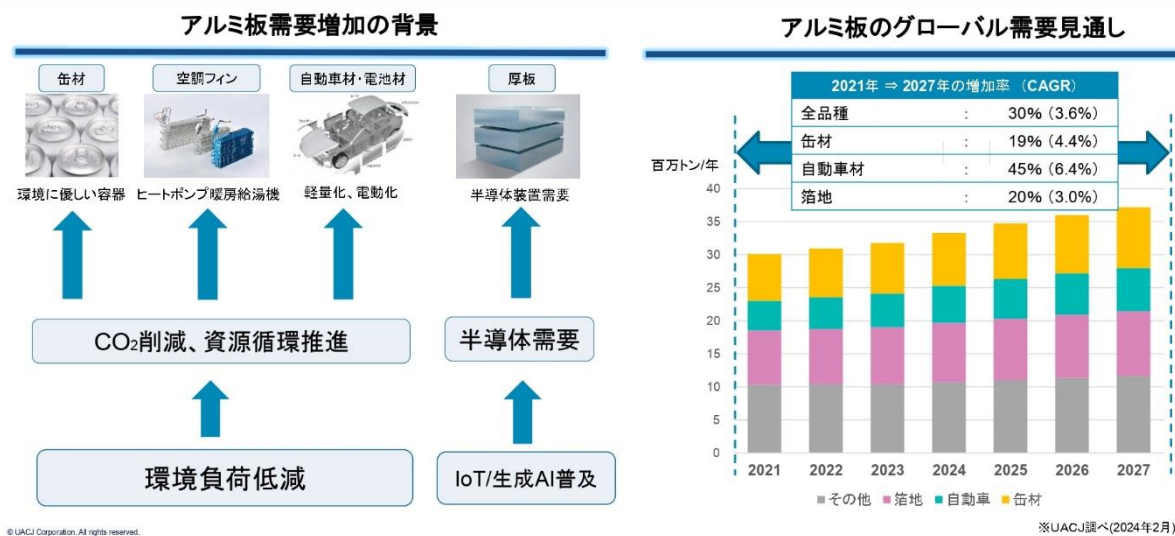 アルミ板需要増加の背景
缶材
空調フィン
自動車材・電池材
厚板
環境に優しい容器
ヒートポンプ暖房給湯機
軽量化、電動化
半導体装置需要
CO₂削減、資源循環推進
半導体需要
環境負荷低減
IoT/生成AI普及
© UACJ Corporation. All rights reserved.
アルミ板のグローバル需要見通し
2021年 ⇒ 2027年の増加率 (CAGR)
全品種 : 30% (3.6%)
缶材 : 19% (4.4%)
自動車材 : 45% (6.4%)
箔地 : 20% (3.0%)
百万トン/年
40
35
30
25
20
15
10
5
0
2021 2022 2023 2024 2025 2026 2027
その他 箔地 自動車 缶材
※UACJ調べ(2024年2月)